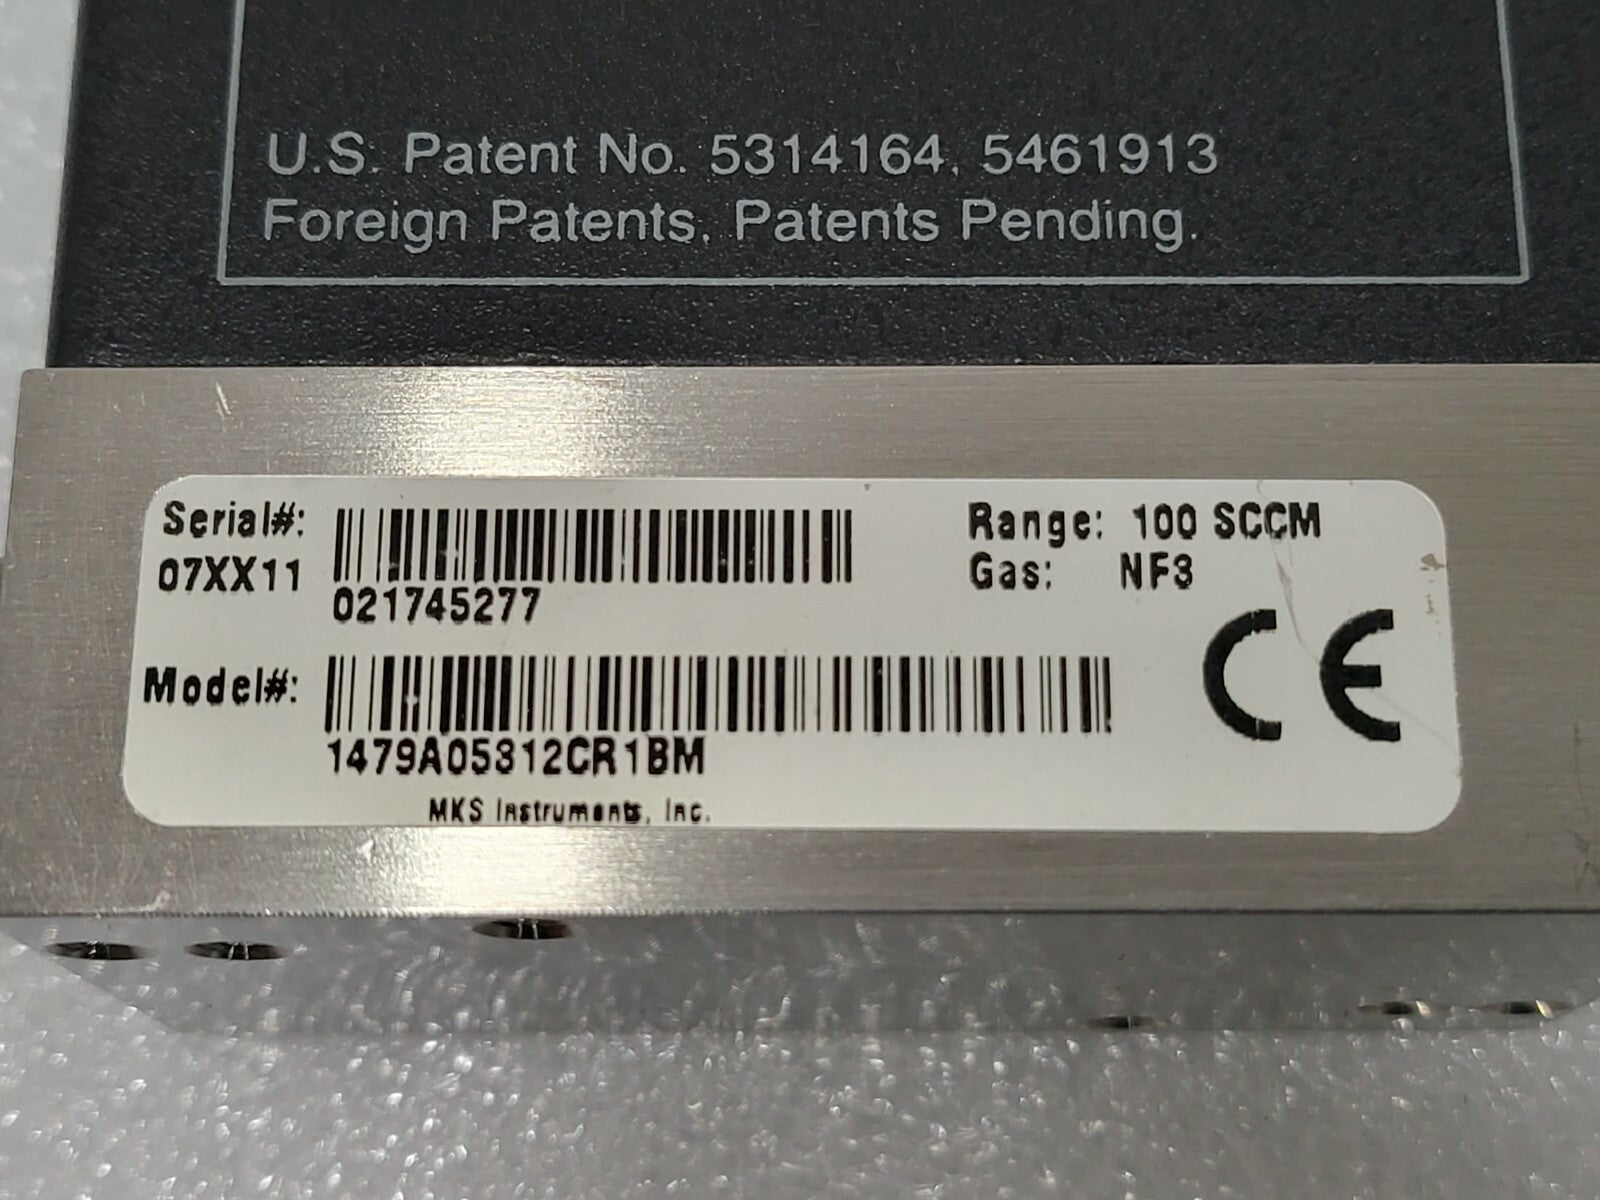 U.S. Patent No. 5314164, 5461913
Foreign Patents, Patents Pending.
Serial#:
07XX11
021745277
Range: 100 SCCM
Gas: NF3
CE
Model#:
1479A05312CR1BM
MKS Instruments, Inc.